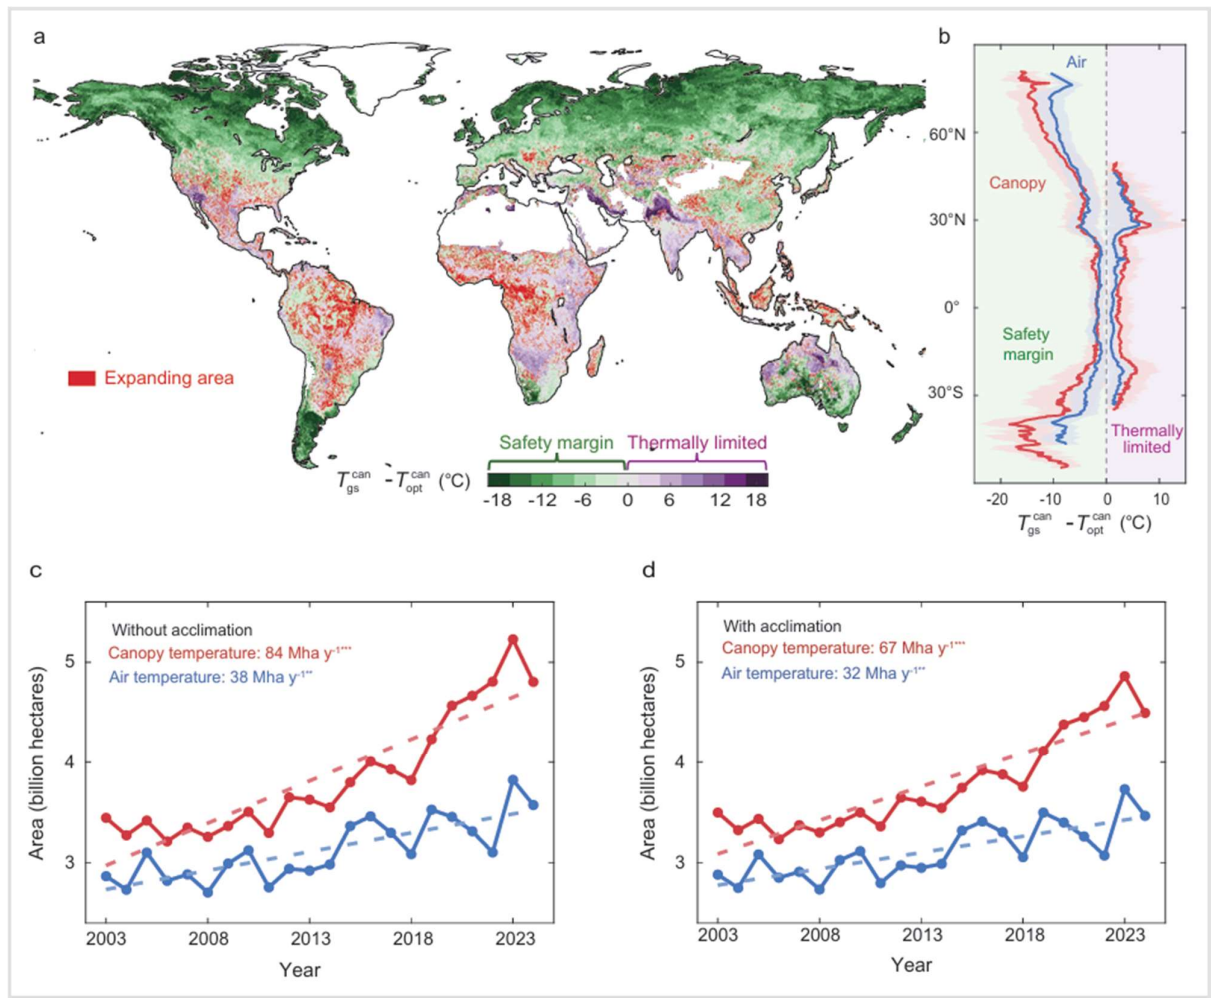 a
Expanding area
Safety margin Thermally limited
T can gs - T can opt (°C)
-18 -12 -6 0 6 12 18
b
Air
60°N
Canopy
30°N
0°
Safety
margin
30°S
Thermally
limited
-20 -10 0 10
T can gs - T can opt (°C)
c
Without acclimation
Canopy temperature: 84 Mha y-1***
Air temperature: 38 Mha y-1**
5
4
3
Area (billion hectares)
2003 2008 2013 2018 2023
Year
d
With acclimation
Canopy temperature: 67 Mha y-1***
Air temperature: 32 Mha y-1**
5
4
3
Area (billion hectares)
2003 2008 2013 2018 2023
Year